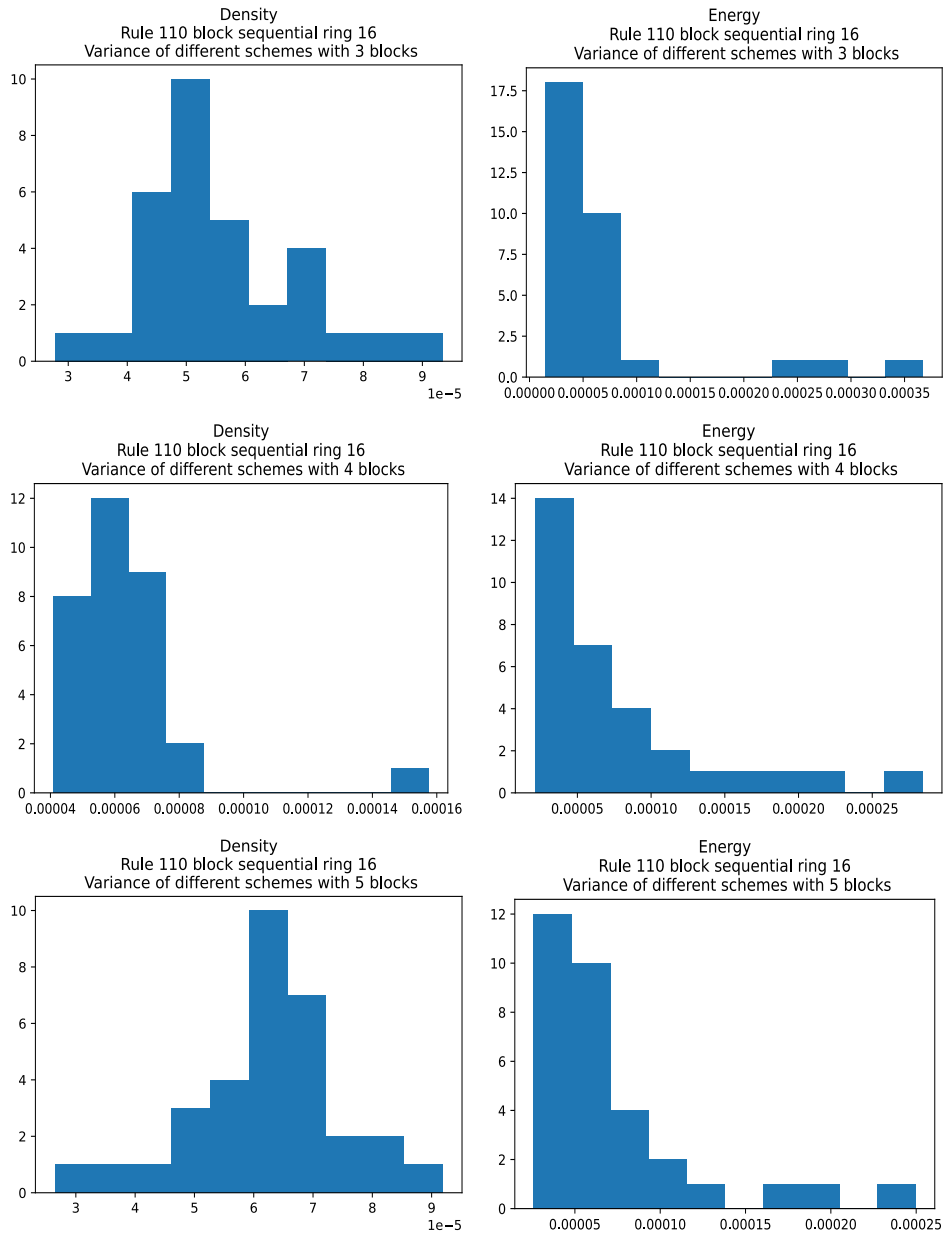 Density
Rule 110 block sequential ring 16
Variance of different schemes with 3 blocks
10
8
6
4
2
0
3 4 5 6 7 8 9
1e−5
Energy
Rule 110 block sequential ring 16
Variance of different schemes with 3 blocks
17.5
15.0
12.5
10.0
7.5
5.0
2.5
0.0
0.00000 0.00005 0.00010 0.00015 0.00020 0.00025 0.00030 0.00035
Density
Rule 110 block sequential ring 16
Variance of different schemes with 4 blocks
12
10
8
6
4
2
0
0.00004 0.00006 0.00008 0.00010 0.00012 0.00014 0.00016
Energy
Rule 110 block sequential ring 16
Variance of different schemes with 4 blocks
14
12
10
8
6
4
2
0
0.00005 0.00010 0.00015 0.00020 0.00025
Density
Rule 110 block sequential ring 16
Variance of different schemes with 5 blocks
10
8
6
4
2
0
3 4 5 6 7 8 9
1e−5
Energy
Rule 110 block sequential ring 16
Variance of different schemes with 5 blocks
12
10
8
6
4
2
0
0.00005 0.00010 0.00015 0.00020 0.00025